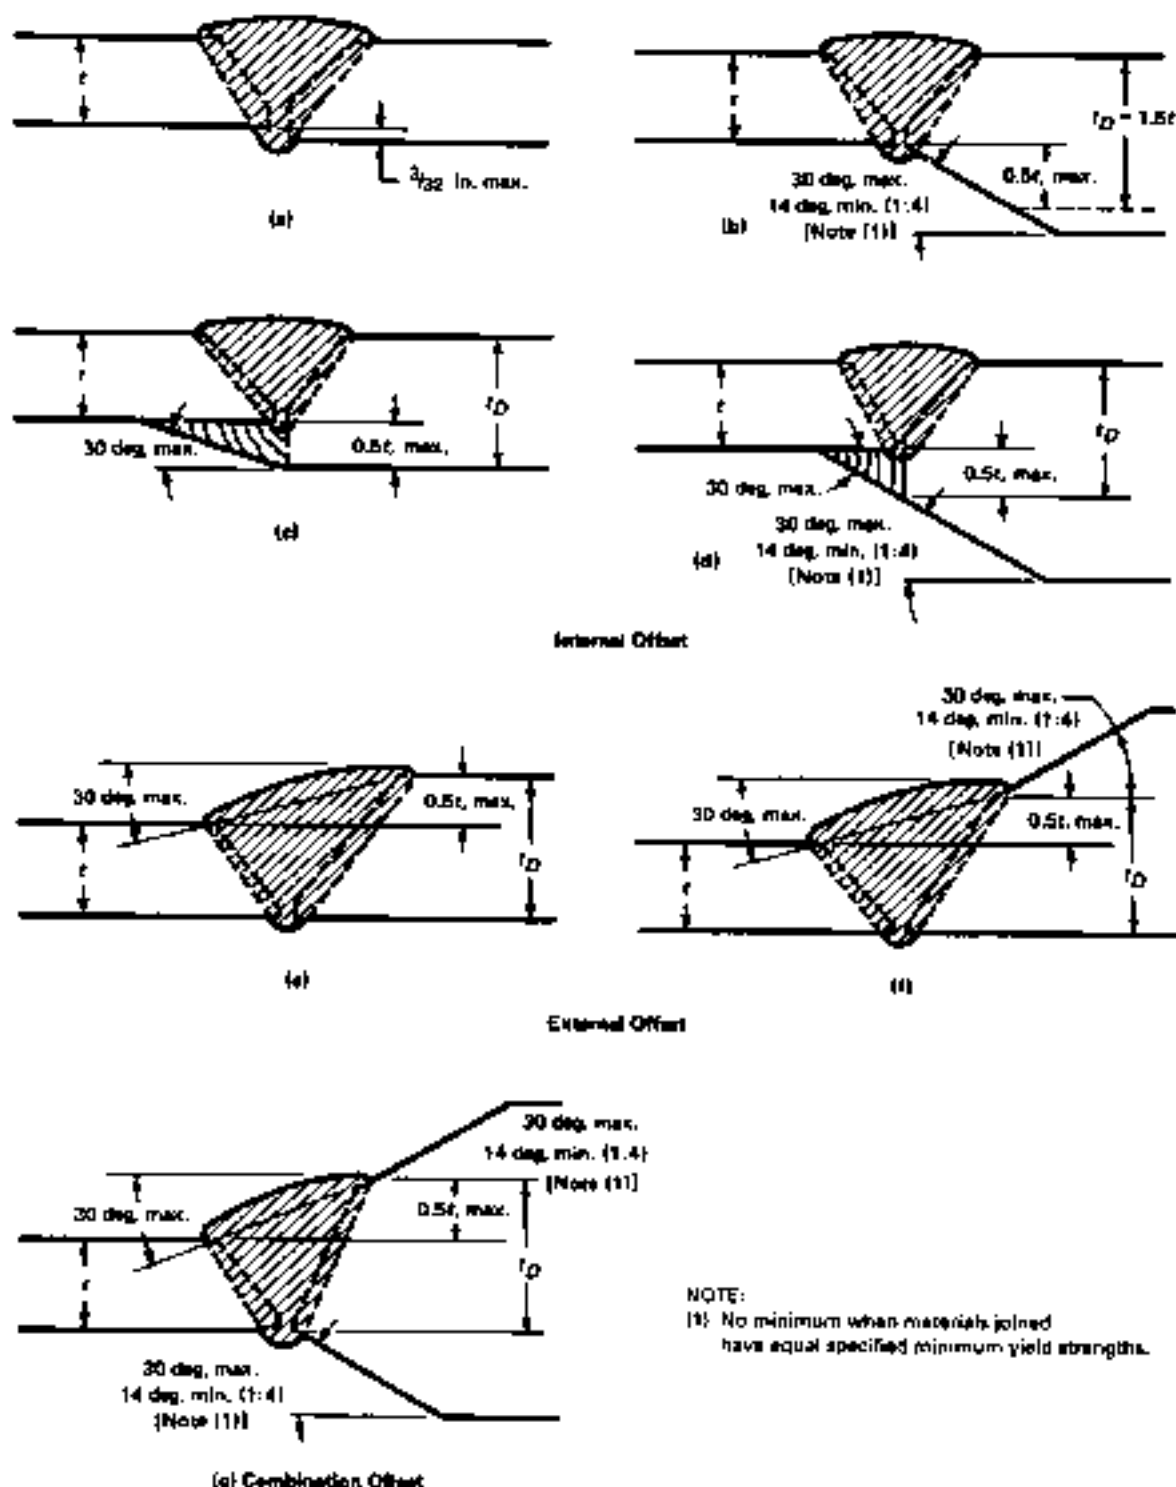 t
3/32 in. max.
(a)
t
tD = 1.5t
30 deg. max.
14 deg. min. (1:4)
[Note (1)]
0.5t, max.
(b)
t
tD
30 deg. max.
0.5t, max.
(c)
t
tD
30 deg. max.
0.5t, max.
30 deg. max.
14 deg. min. (1:4)
[Note (1)]
(d)
Internal Offset
30 deg. max.
0.5t, max.
t
tD
(e)
30 deg. max.
14 deg. min. (1:4)
[Note (1)]
30 deg. max.
0.5t, max.
t
tD
(f)
External Offset
30 deg. max.
14 deg. min. (1:4)
[Note (1)]
30 deg. max.
0.5t, max.
t
tD
30 deg. max.
14 deg. min. (1:4)
[Note (1)]
(g) Combination Offset
NOTE:
(1) No minimum when materials joined
have equal specified minimum yield strengths.